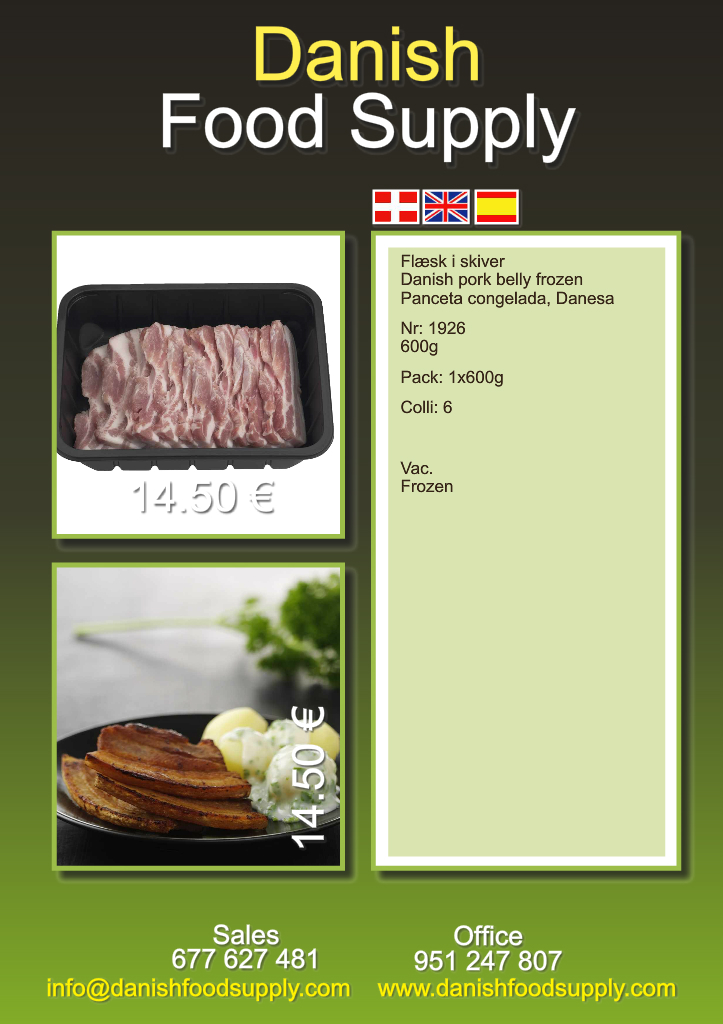 Danish
Food Supply
Flæsk i skiver
Danish pork belly frozen
Panceta congelada, Danesa
Nr: 1926
600g
Pack: 1x600g
Colli: 6
Vac.
Frozen
14.50 €
14.50 €
Sales
677 627 481
info@danishfoodsupply.com
Office
951 247 807
www.danishfoodsupply.com